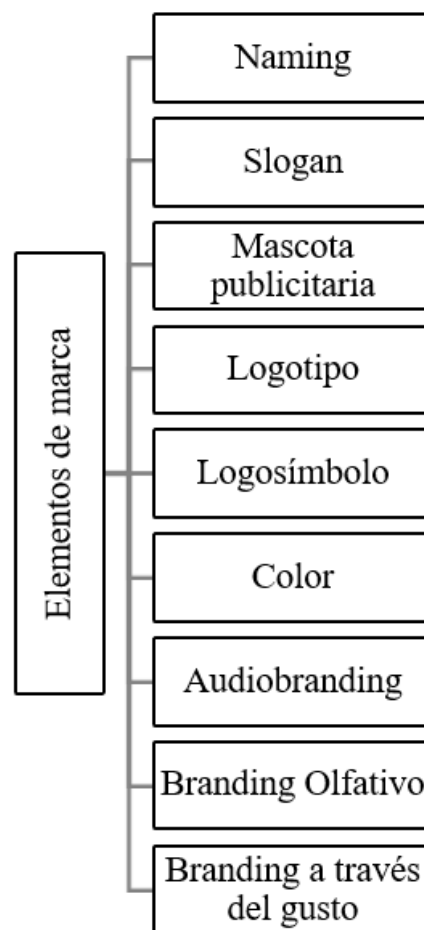 Elementos de marca
Naming
Slogan
Mascota
publicitaria
Logotipo
Logosímbolo
Color
Audiobranding
Branding Olfativo
Branding a través
del gusto